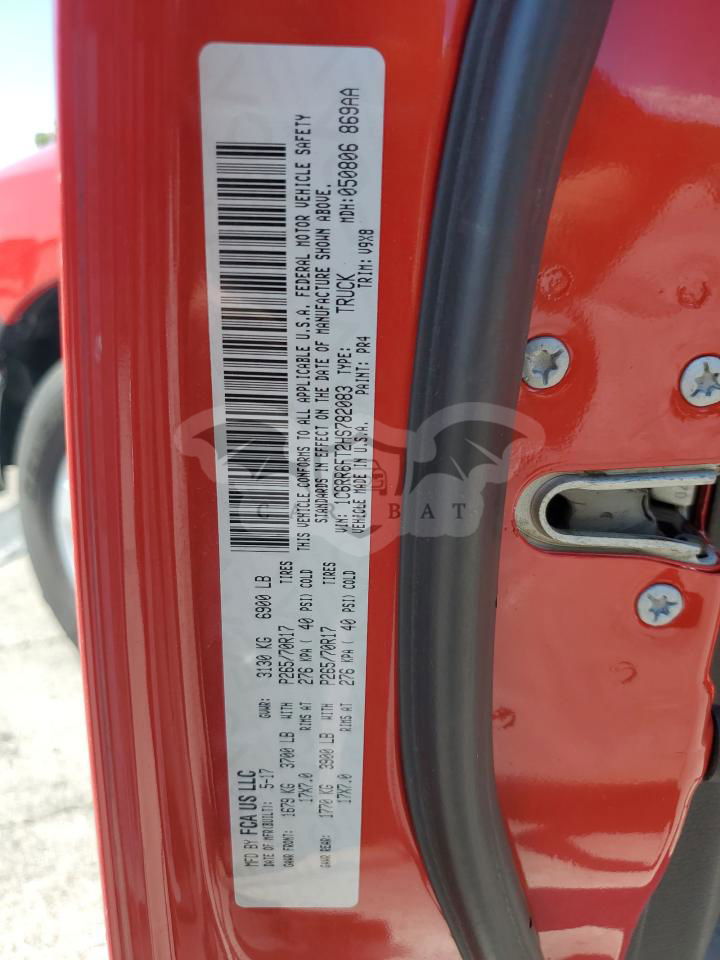 MFD BY FCA US LLC
DATE OF MFR(BUILT): 5-17 GVWR: 3130 KG 6900 LB
GAWR FRONT: 1679 KG 3700 LB WITH P265/70R17 TIRES
17X7.0 RIMS AT 276 KPA ( 40 PSI) COLD
GAWR REAR: 1770 KG 3900 LB WITH P265/70R17 TIRES
17X7.0 RIMS AT 276 KPA ( 40 PSI) COLD
THIS VEHICLE CONFORMS TO ALL APPLICABLE U.S.A. FEDERAL MOTOR VEHICLE SAFETY
STANDARDS IN EFFECT ON THE DATE OF MANUFACTURE SHOWN ABOVE.
VIN: 1C6RR6FT2HS782083 TYPE: TRUCK MDH:050806 869AA
VEHICLE MADE IN U.S.A. PAINT: PR4 TRIM: V9X8
CAR BAT